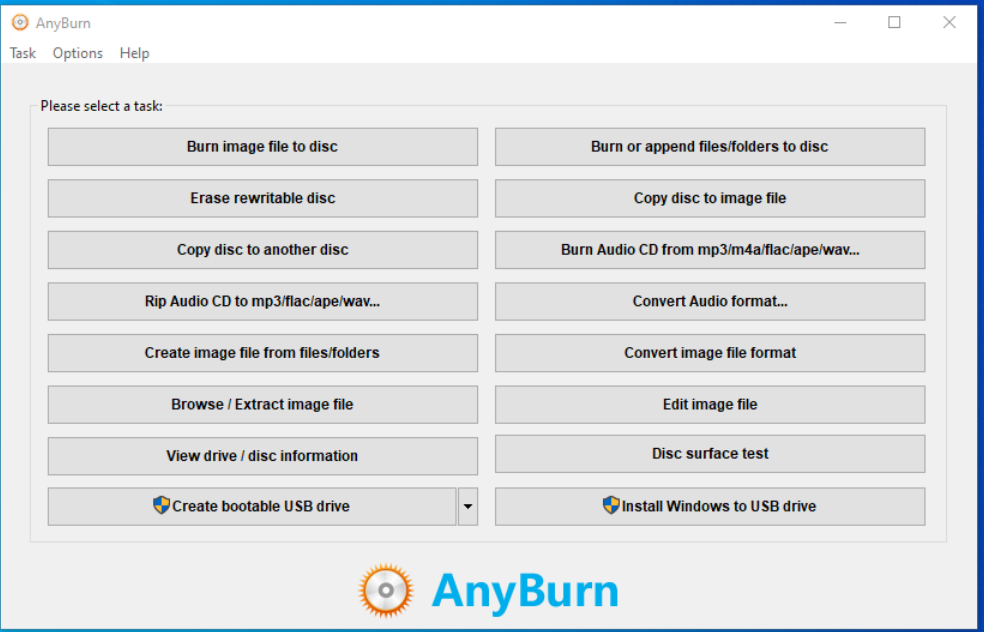 AnyBurn
Task Options Help
Please select a task:
Burn image file to disc
Burn or append files/folders to disc
Erase rewritable disc
Copy disc to image file
Copy disc to another disc
Burn Audio CD from mp3/m4a/flac/ape/wav...
Rip Audio CD to mp3/flac/ape/wav...
Convert Audio format...
Create image file from files/folders
Convert image file format
Browse / Extract image file
Edit image file
View drive / disc information
Disc surface test
Create bootable USB drive
Install Windows to USB drive
AnyBurn